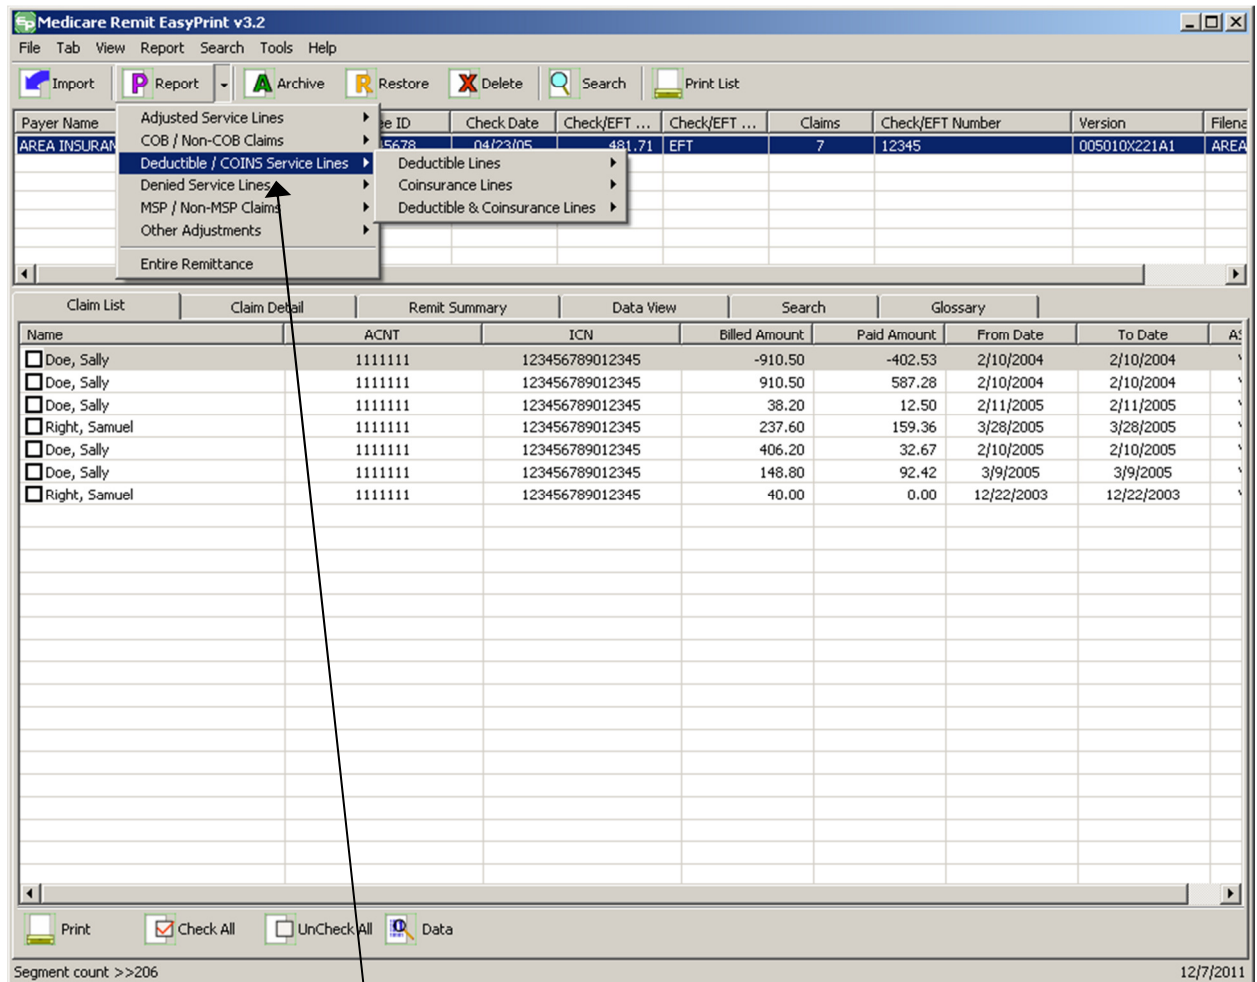 Medicare Remit EasyPrint v3.2
File Tab View Report Search Tools Help
Import Report Archive Restore Delete Search Print List
Payer Name ee ID Check Date Check/EFT ... Check/EFT ... Claims Check/EFT Number Version Filena
AREA INSURAN 45678 04/23/05 481.71 EFT 7 12345 005010X221A1 AREA
Adjusted Service Lines
COB / Non-COB Claims
Deductible / COINS Service Lines
Denied Service Lines
MSP / Non-MSP Claims
Other Adjustments
Entire Remittance
Deductible Lines
Coinsurance Lines
Deductible & Coinsurance Lines
Claim List Claim Detail Remit Summary Data View Search Glossary
Name ACNT ICN Billed Amount Paid Amount From Date To Date
Doe, Sally 1111111 123456789012345 -910.50 -402.53 2/10/2004 2/10/2004
Doe, Sally 1111111 123456789012345 910.50 587.28 2/10/2004 2/10/2004
Doe, Sally 1111111 123456789012345 38.20 12.50 2/11/2005 2/11/2005
Right, Samuel 1111111 123456789012345 237.60 159.36 3/28/2005 3/28/2005
Doe, Sally 1111111 123456789012345 406.20 32.67 2/10/2005 2/10/2005
Doe, Sally 1111111 123456789012345 148.80 92.42 3/9/2005 3/9/2005
Right, Samuel 1111111 123456789012345 40.00 0.00 12/22/2003 12/22/2003
Print Check All UnCheck All Data
Segment count >>206 12/7/2011